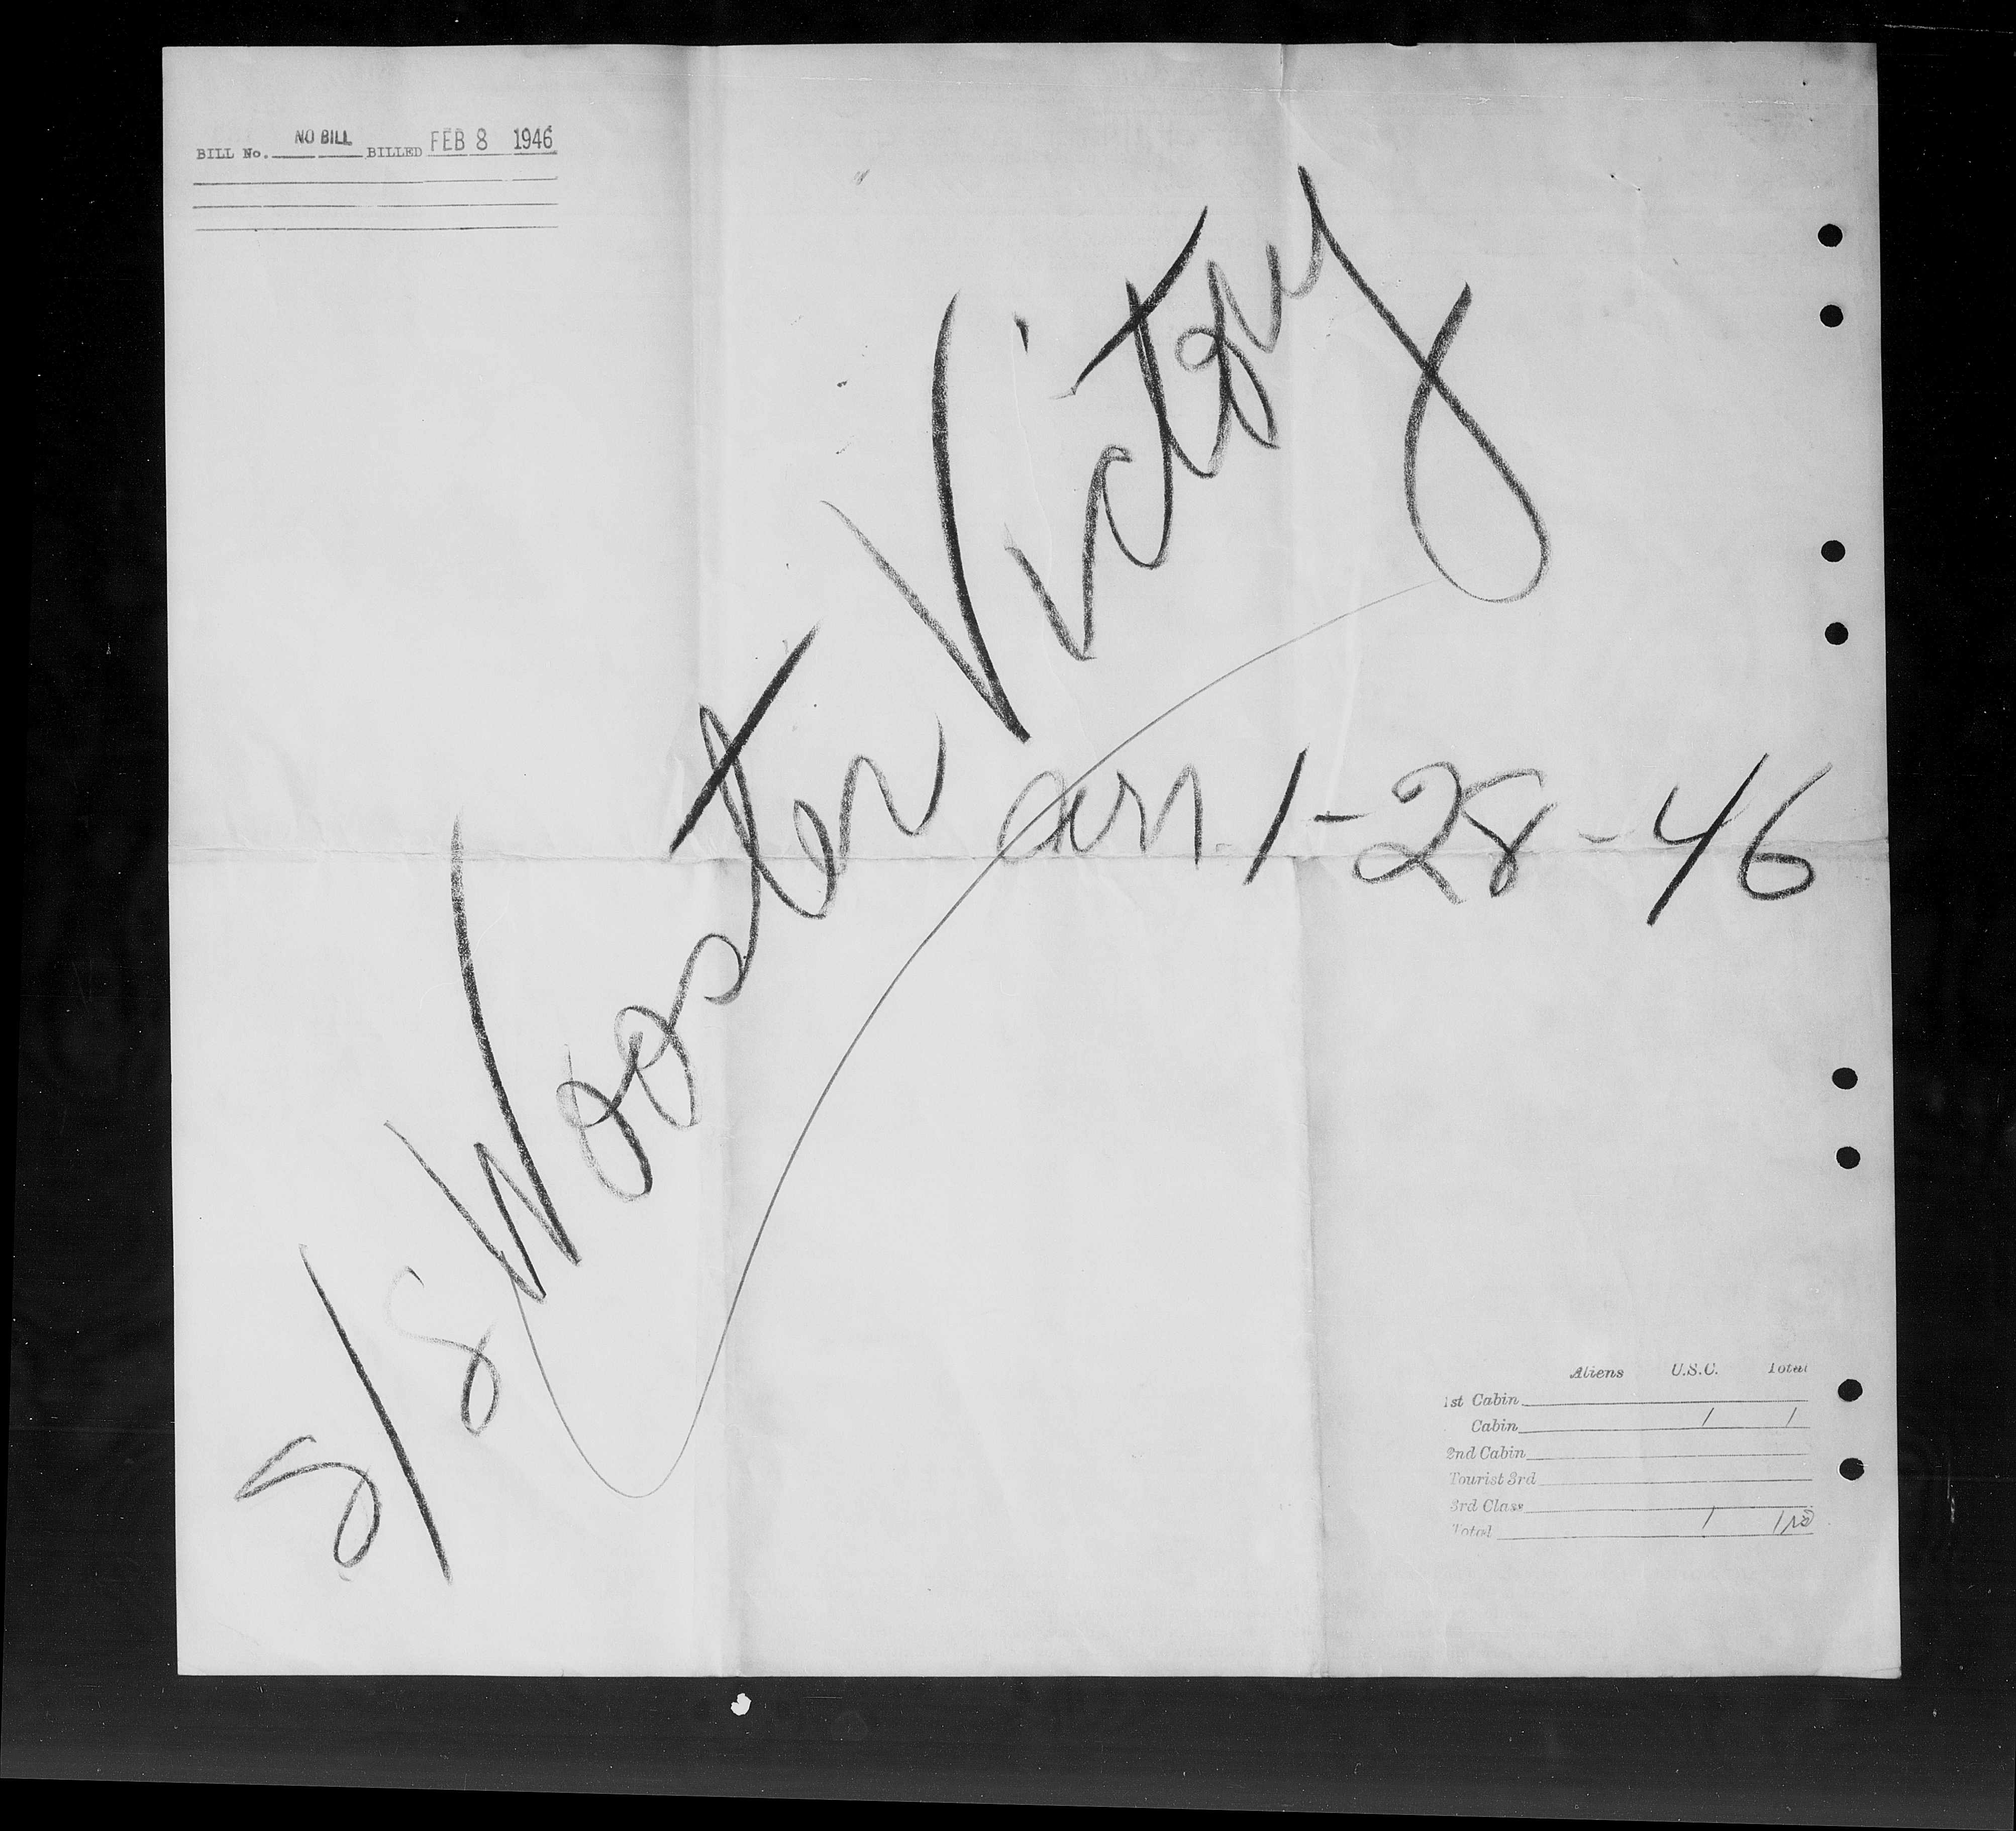 BILL No. NO BILL BILLED FEB 8 1946
S/S Wooster Victory
arr. 1-28-46
Aliens U.S.C. Total
1st Cabin
Cabin 1 1
2nd Cabin
Tourist 3rd
3rd Class
Total 1 1